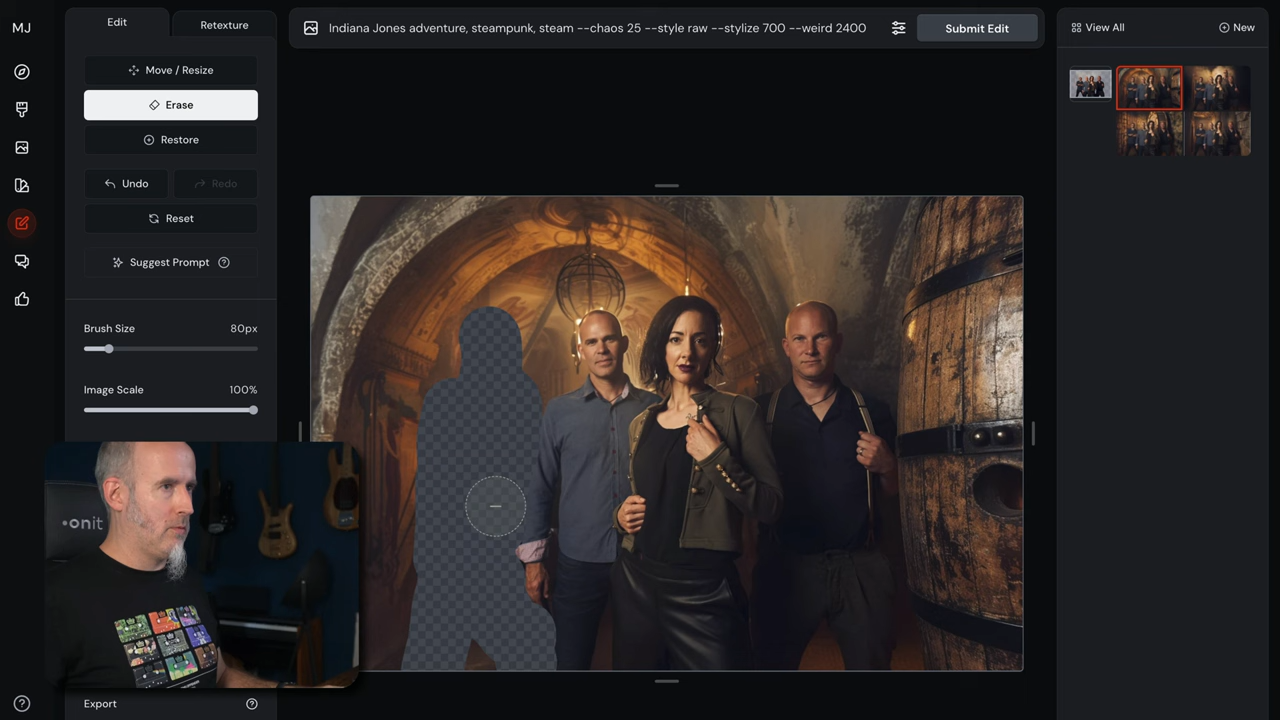 MJ
Edit
Retexture
Indiana Jones adventure, steampunk, steam --chaos 25 --style raw --stylize 700 --weird 2400
Submit Edit
View All
New
Move / Resize
Erase
Restore
Undo
Redo
Reset
Suggest Prompt
Brush Size
80px
Image Scale
100%
onit
Export